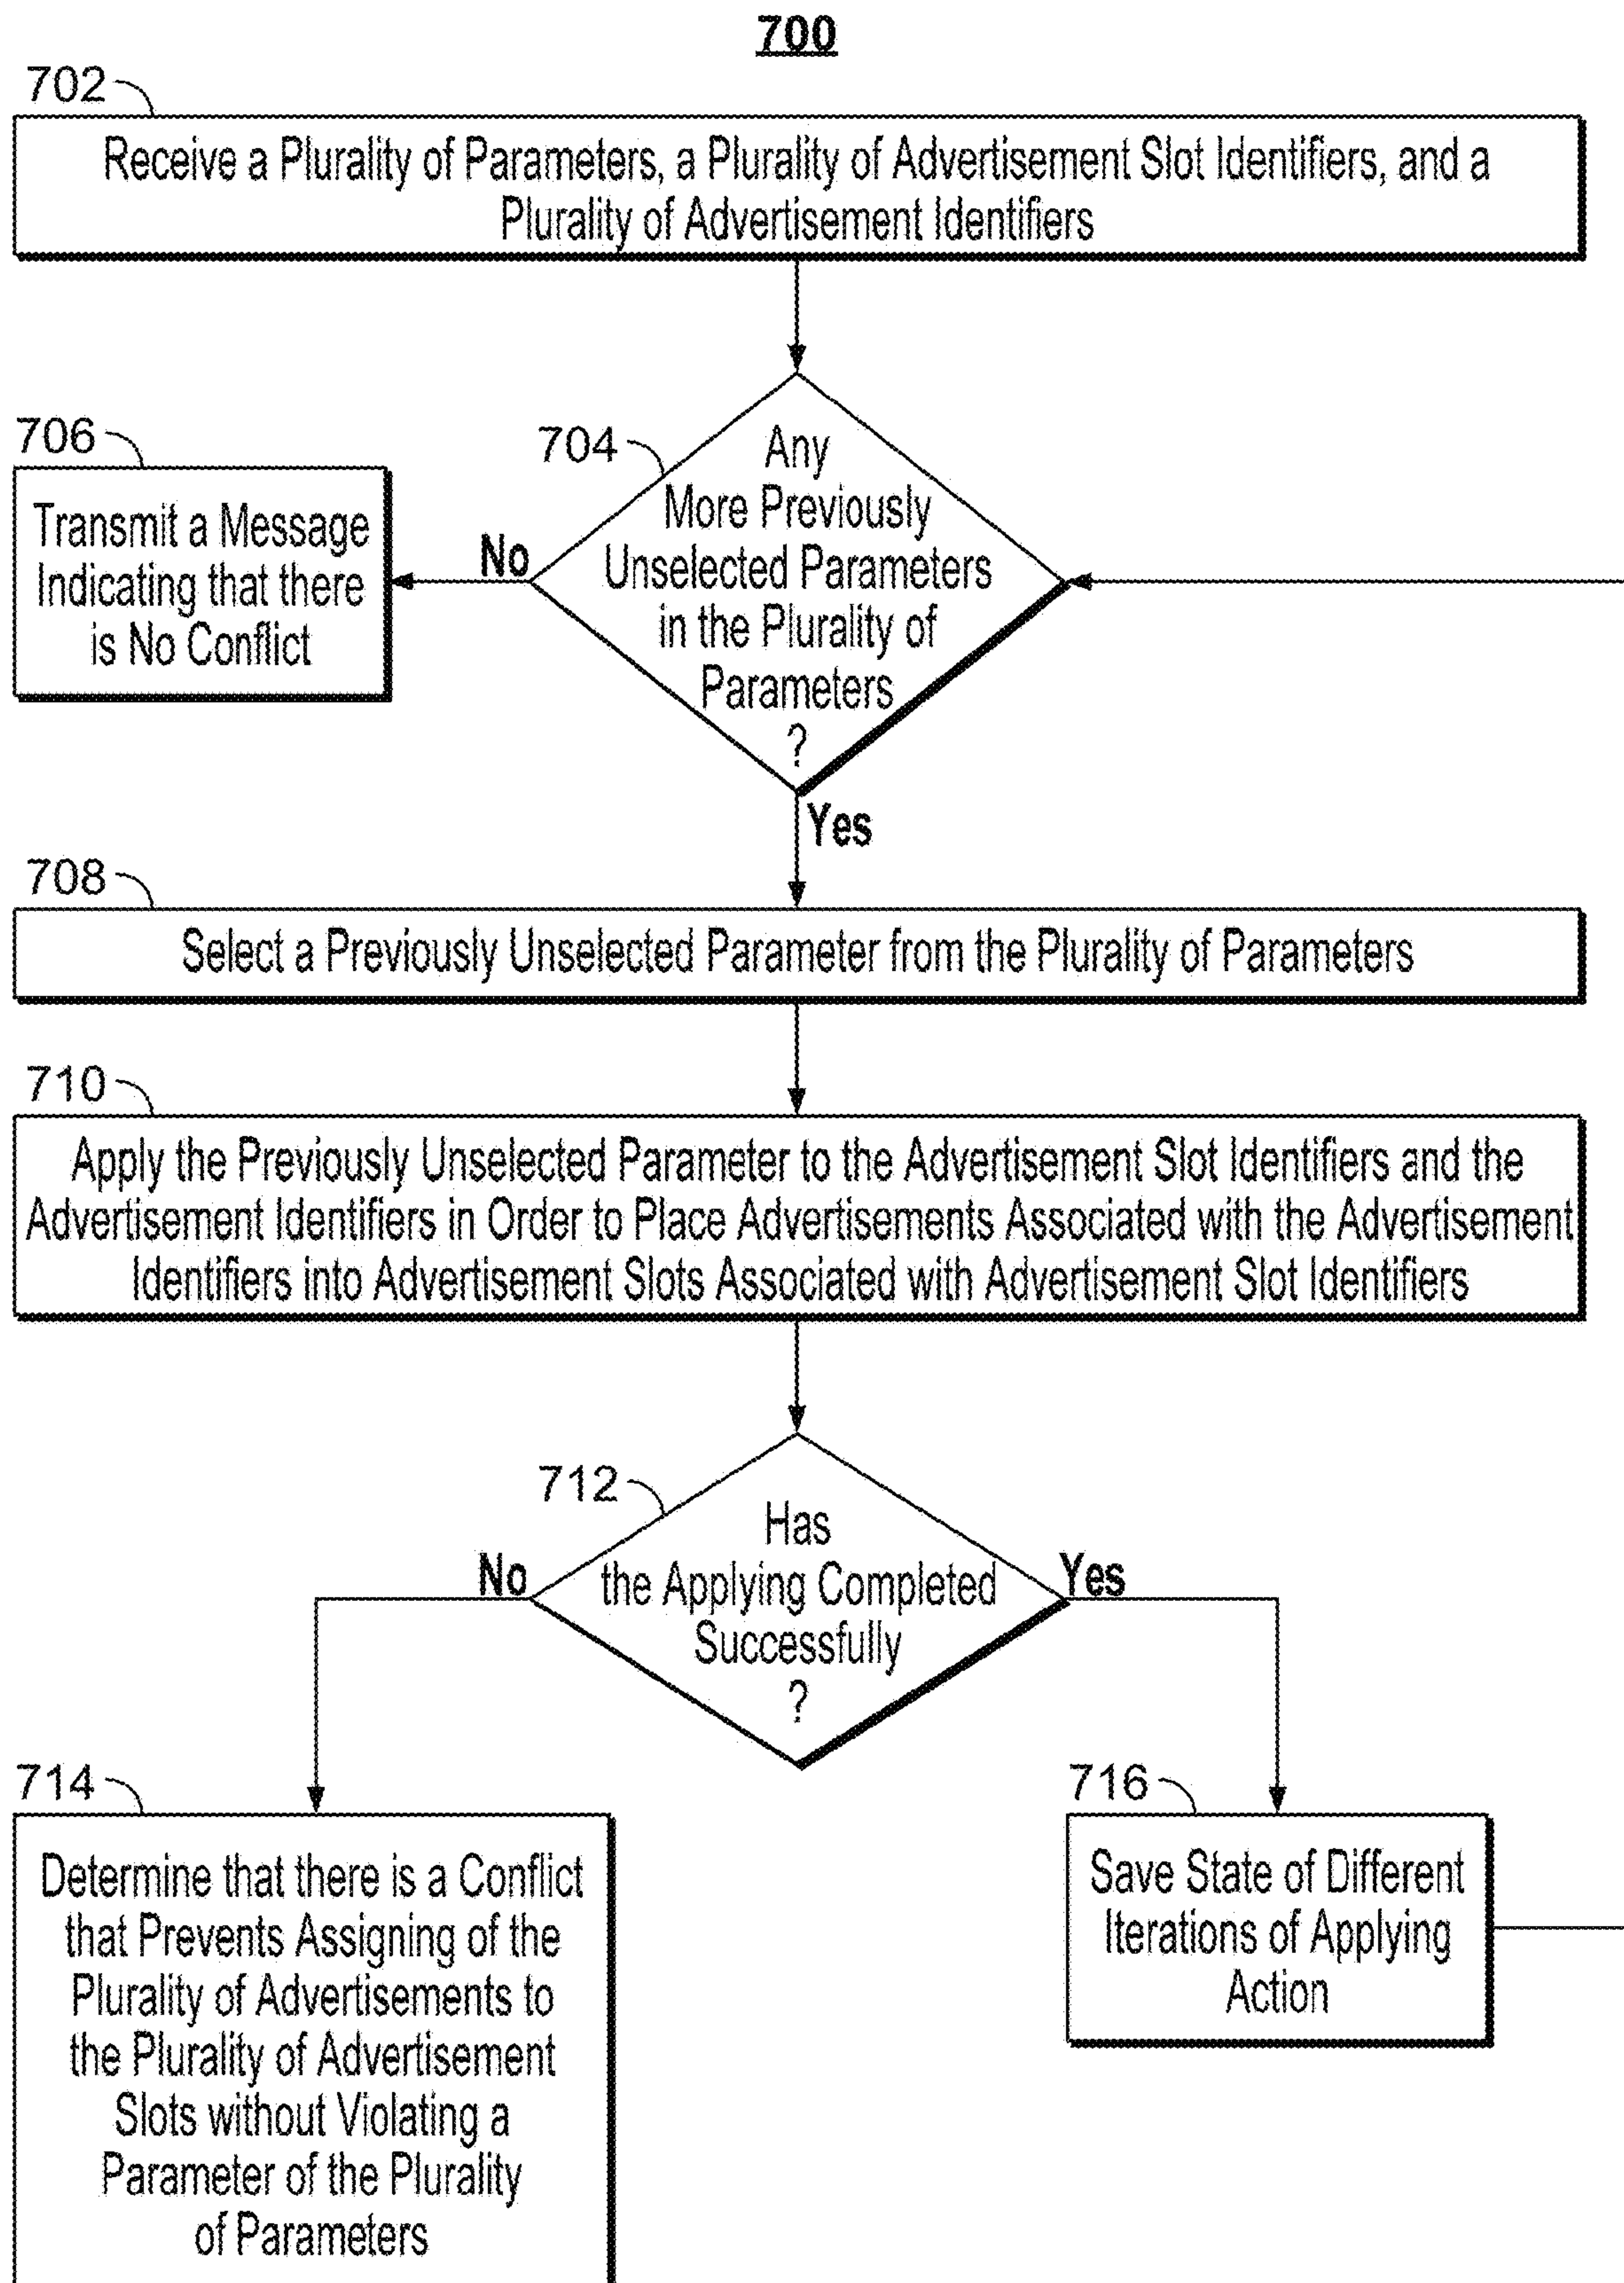 700
702
Receive a Plurality of Parameters, a Plurality of Advertisement Slot Identifiers, and a
Plurality of Advertisement Identifiers
706
Transmit a Message
Indicating that there
is No Conflict
No
704
Any
More Previously
Unselected Parameters
in the Plurality of
Parameters
?
Yes
708
Select a Previously Unselected Parameter from the Plurality of Parameters
710
Apply the Previously Unselected Parameter to the Advertisement Slot Identifiers and the
Advertisement Identifiers in Order to Place Advertisements Associated with the Advertisement
Identifiers into Advertisement Slots Associated with Advertisement Slot Identifiers
712
Has
the Applying Completed
Successfully
?
No
Yes
714
Determine that there is a Conflict
that Prevents Assigning of the
Plurality of Advertisements to
the Plurality of Advertisement
Slots without Violating a
Parameter of the Plurality
of Parameters
716
Save State of Different
Iterations of Applying
Action